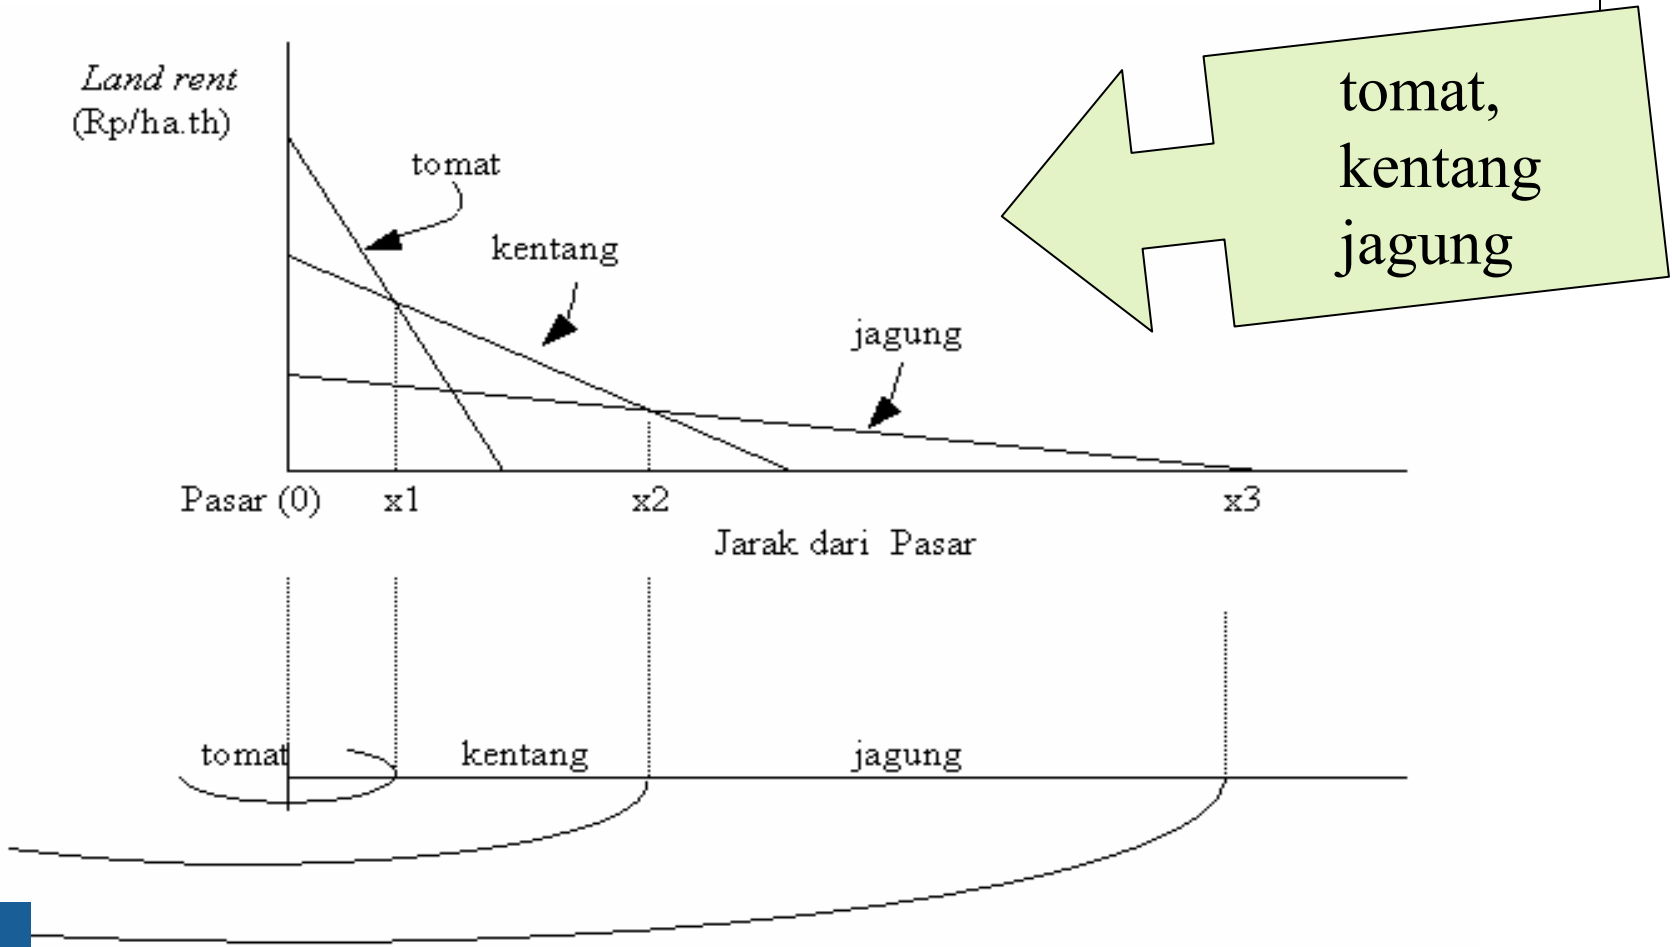 Land rent
(Rp/ha.th)
tomat
kentang
jagung
tomat,
kentang
jagung
Pasar (0) x1 x2 x3
Jarak dari Pasar
tomat kentang jagung